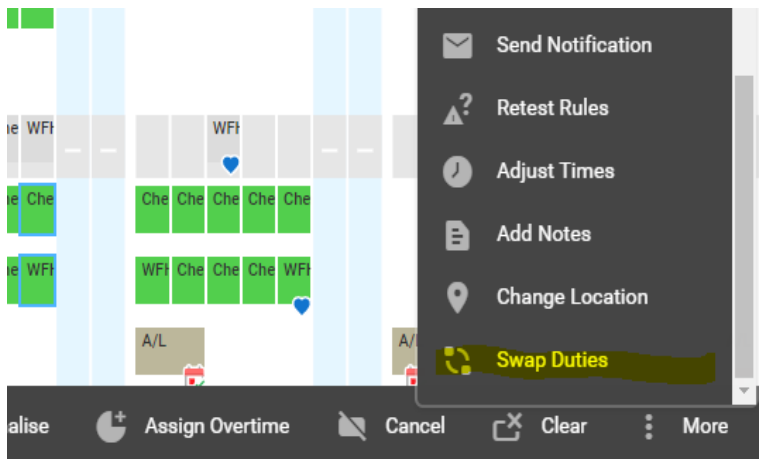 Send Notification
Retest Rules
WFH
Adjust Times
Che
Che Che Che Che Che
Add Notes
WFH
WFH Che Che Che WFH
Change Location
A/L
Swap Duties
Assign Overtime
Cancel
Clear
More